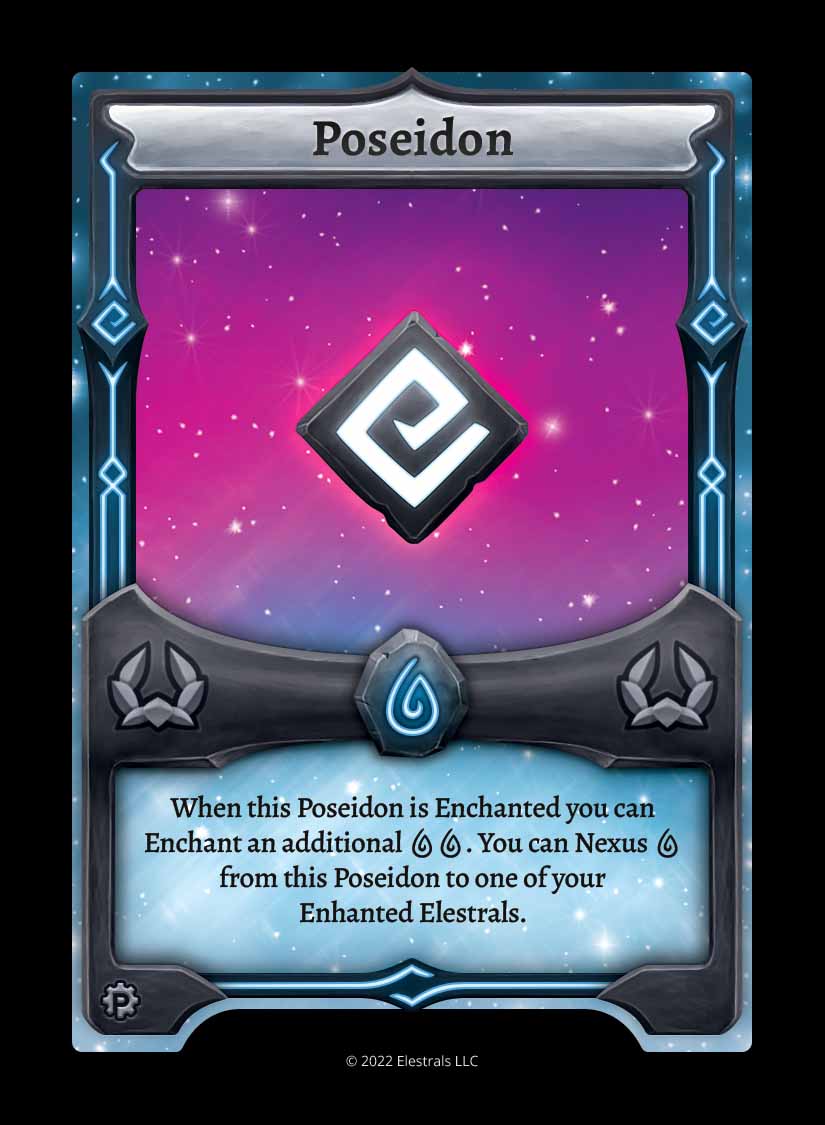 Poseidon
When this Poseidon is Enchanted you can
Enchant an additional . You can Nexus
from this Poseidon to one of your
Enhanted Elestrals.
P
© 2022 Elestrals LLC